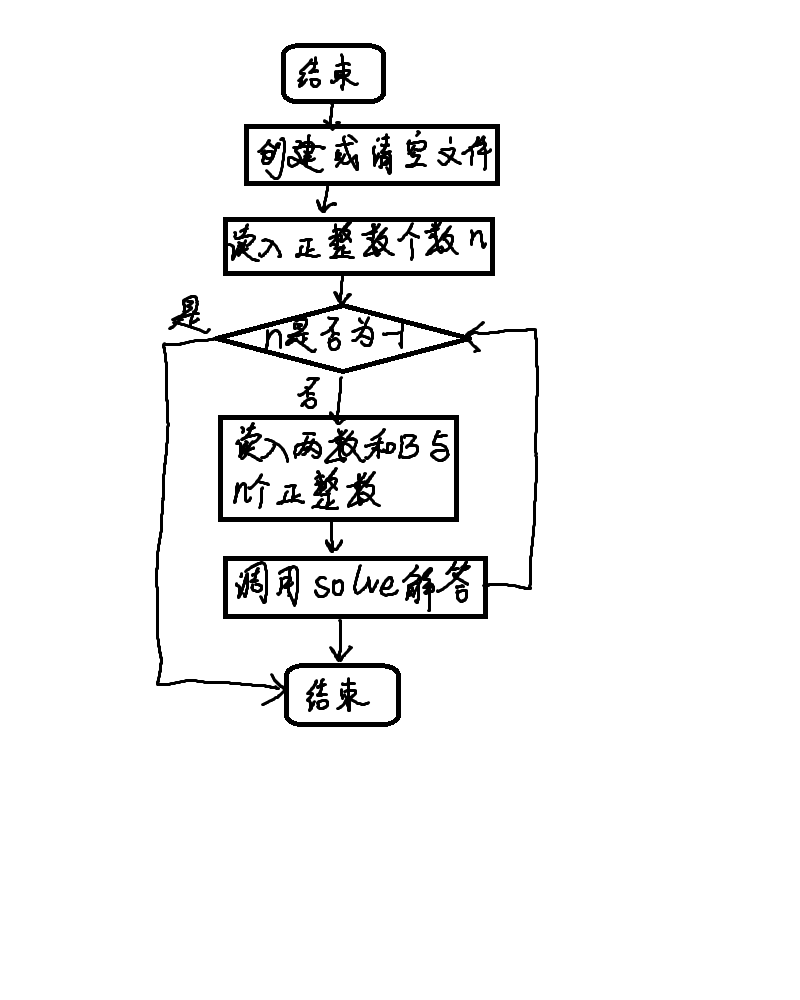 结束
创建或清空文件
读入正整数个数n
是
n是否为-1
否
读入两数和B与
n个正整数
调用solve解答
结束